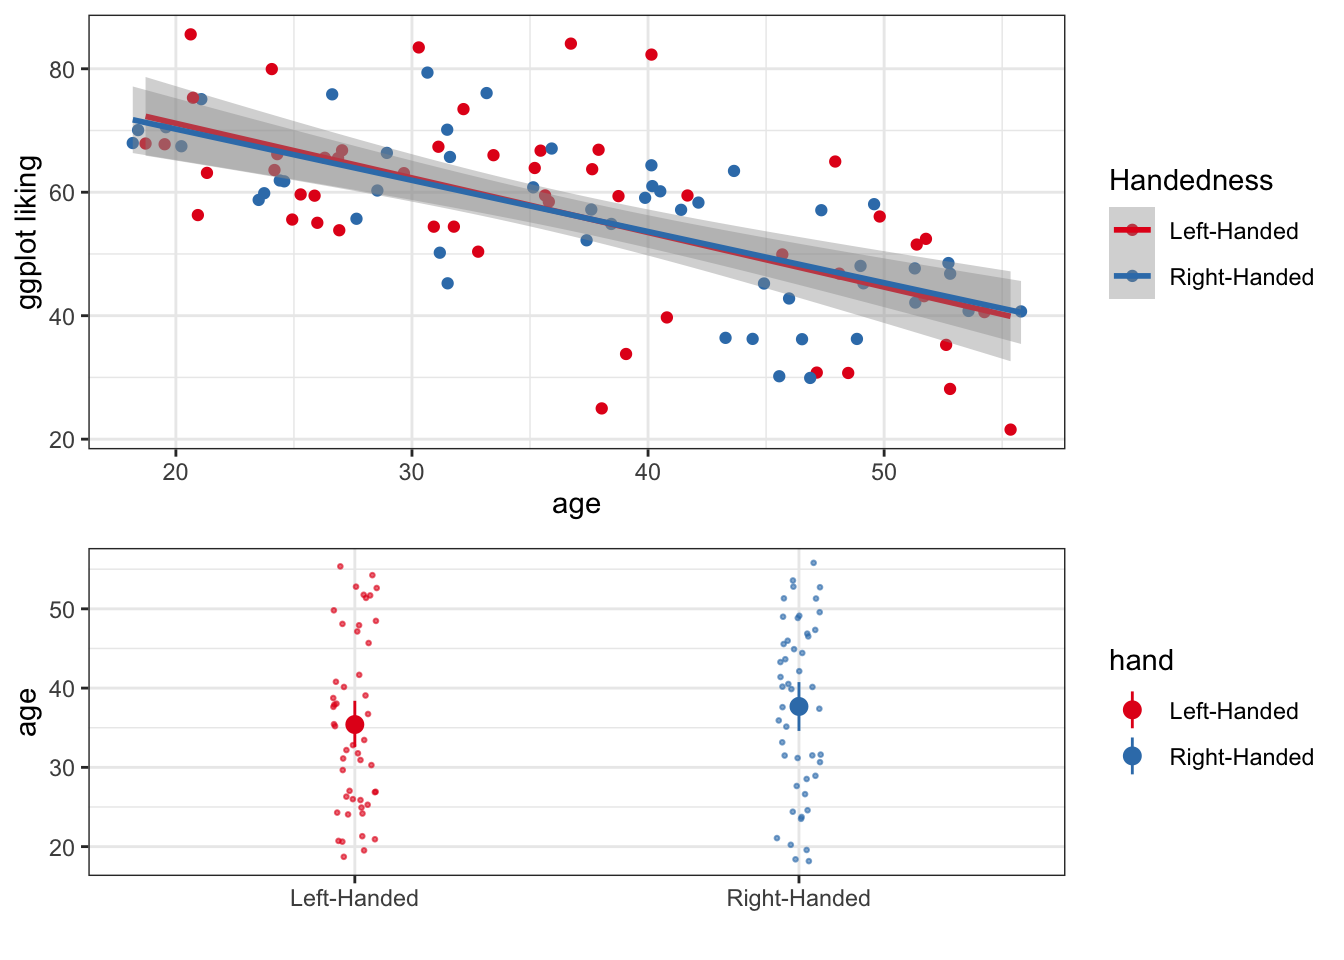 80
60
40
20
ggplot liking
20 30 40 50
age
Handedness
Left-Handed
Right-Handed
50
40
30
20
age
Left-Handed Right-Handed
hand
Left-Handed
Right-Handed